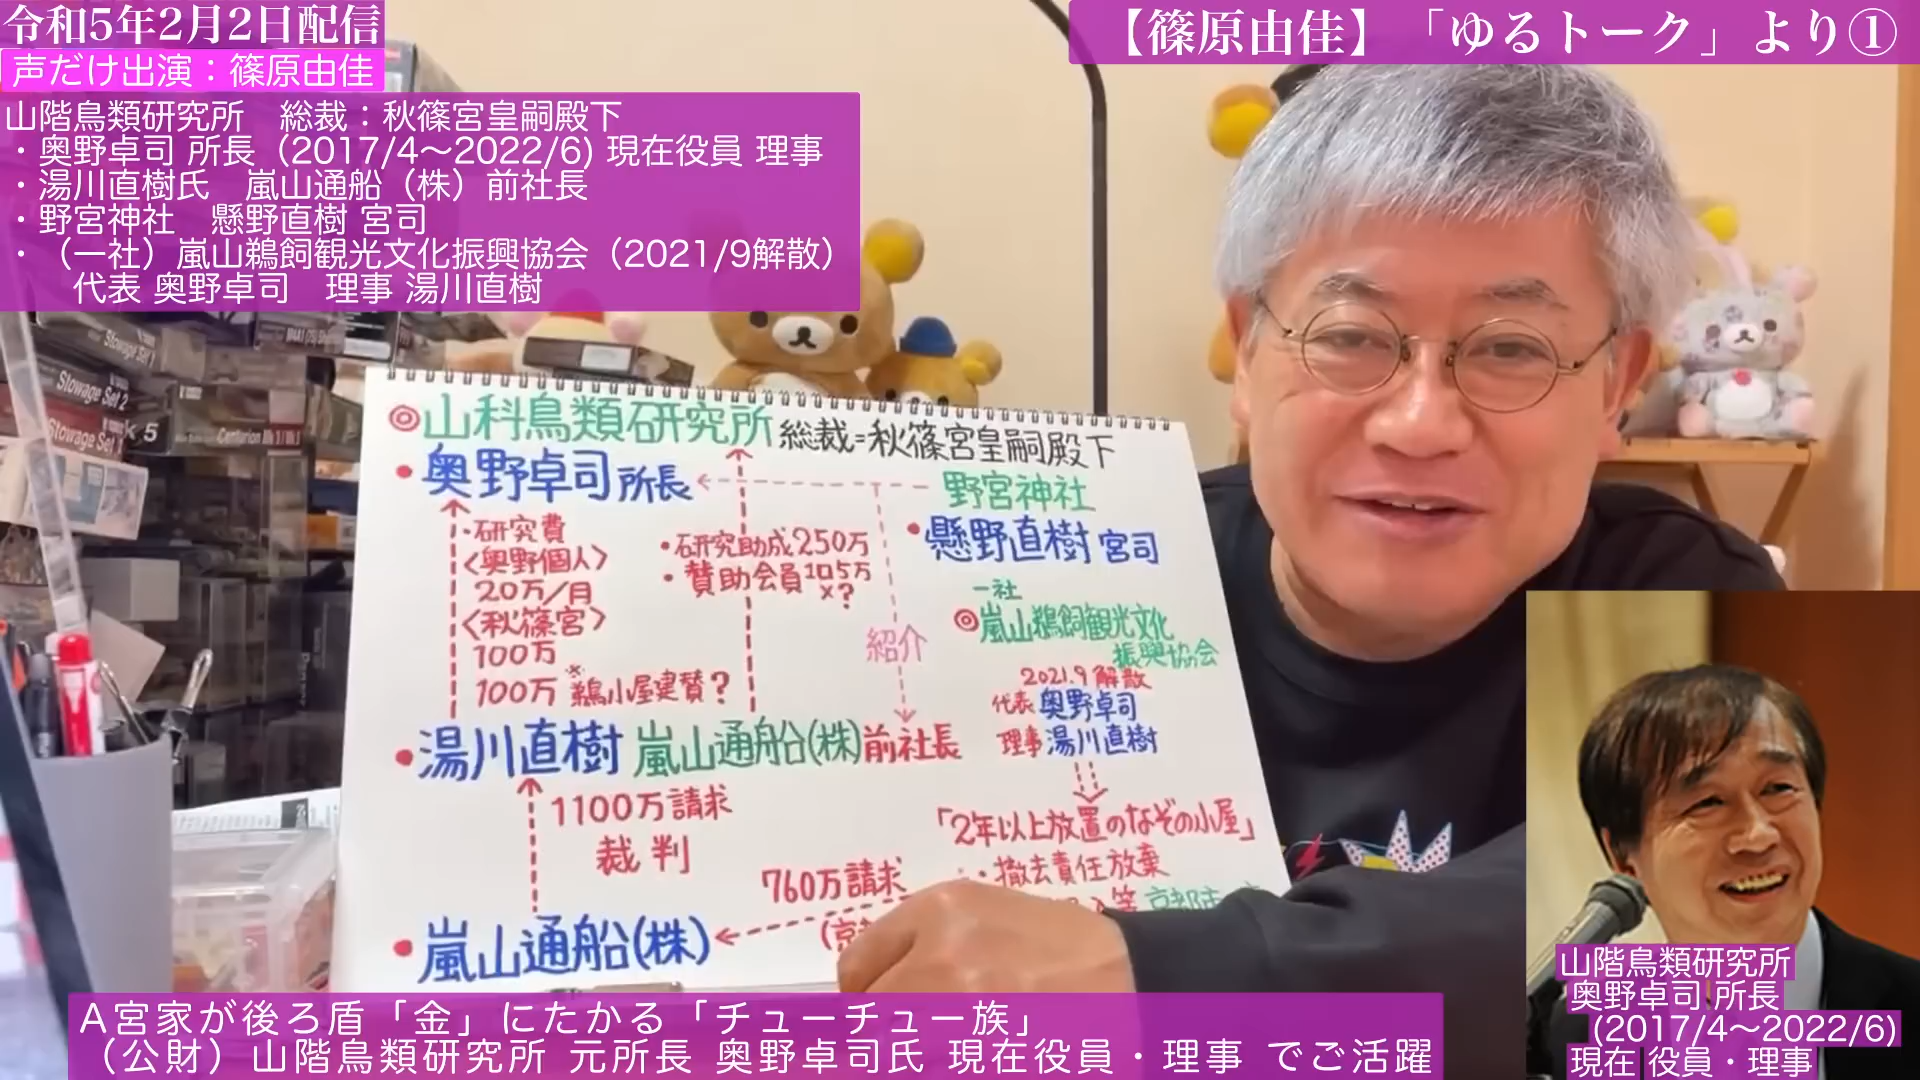 令和5年2月2日配信
声だけ出演：篠原由佳
【篠原由佳】「ゆるトーク」より①
山階鳥類研究所　総裁：秋篠宮皇嗣殿下
・奥野卓司 所長（2017/4〜2022/6) 現在役員 理事
・湯川直樹氏　嵐山通船（株）前社長
・野宮神社　懸野直樹 宮司
・（一社）嵐山鵜飼観光文化振興協会（2021/9解散）
代表 奥野卓司　理事 湯川直樹
Stowage Set 1
Stowage Set 2
Stowage Set 1
k 5
◎山科鳥類研究所 総裁=秋篠宮皇嗣殿下
・奥野卓司 所長
野宮神社
・懸野直樹 宮司
・研究費
〈奥野個人〉
20万/月
〈秋篠宮〉
100万
100万 ※鵜小屋建賛？
・研究助成250万
・賛助会員1口5万
×?
紹介
一社
◎嵐山鵜飼観光文化
振興協会
2021.9 解散
代表 奥野卓司
理事 湯川直樹
・湯川直樹 嵐山通船(株)前社長
1100万請求
裁判
「2年以上放置のなぞの小屋」
・撤去責任放棄
760万請求
・嵐山通船(株)
A宮家が後ろ盾「金」にたかる「チューチュー族」
（公財）山階鳥類研究所 元所長 奥野卓司氏 現在役員・理事 でご活躍
山階鳥類研究所
奥野卓司 所長
(2017/4〜2022/6)
現在 役員・理事